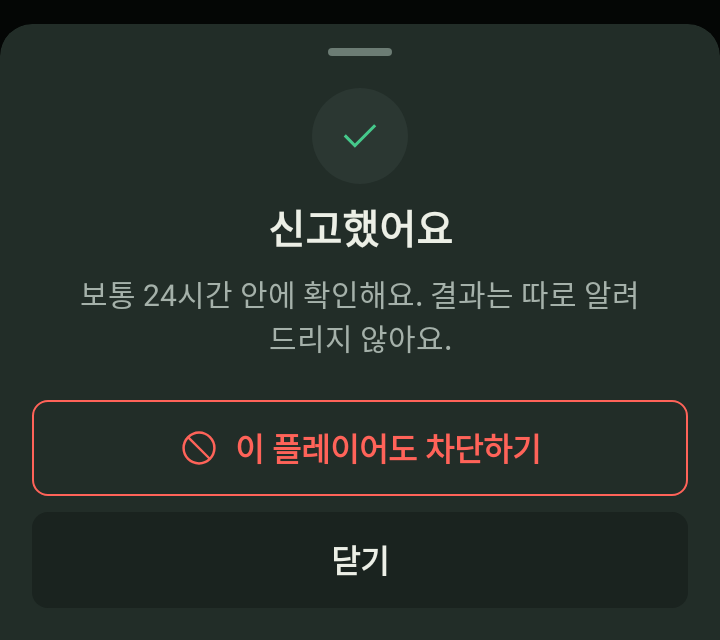 신고했어요
보통 24시간 안에 확인해요. 결과는 따로 알려
드리지 않아요.
이 플레이어도 차단하기
닫기